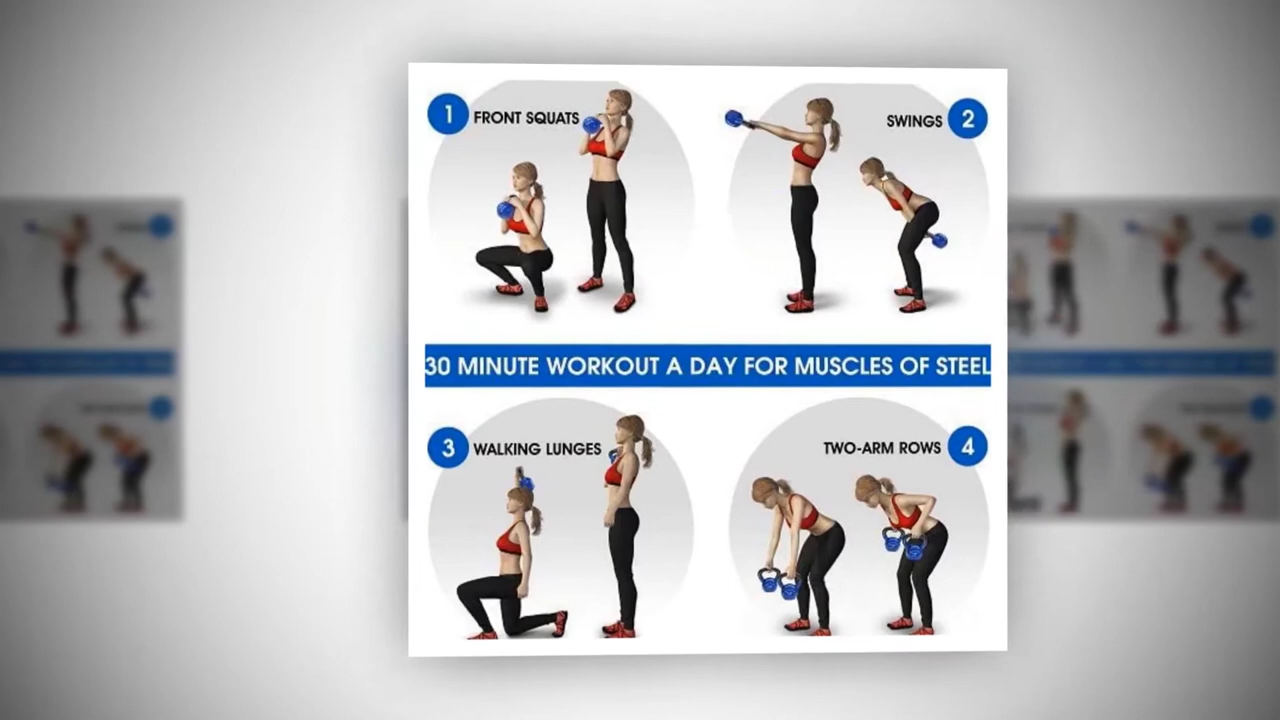 1 FRONT SQUATS
SWINGS 2
30 MINUTE WORKOUT A DAY FOR MUSCLES OF STEEL
3 WALKING LUNGES
TWO-ARM ROWS 4